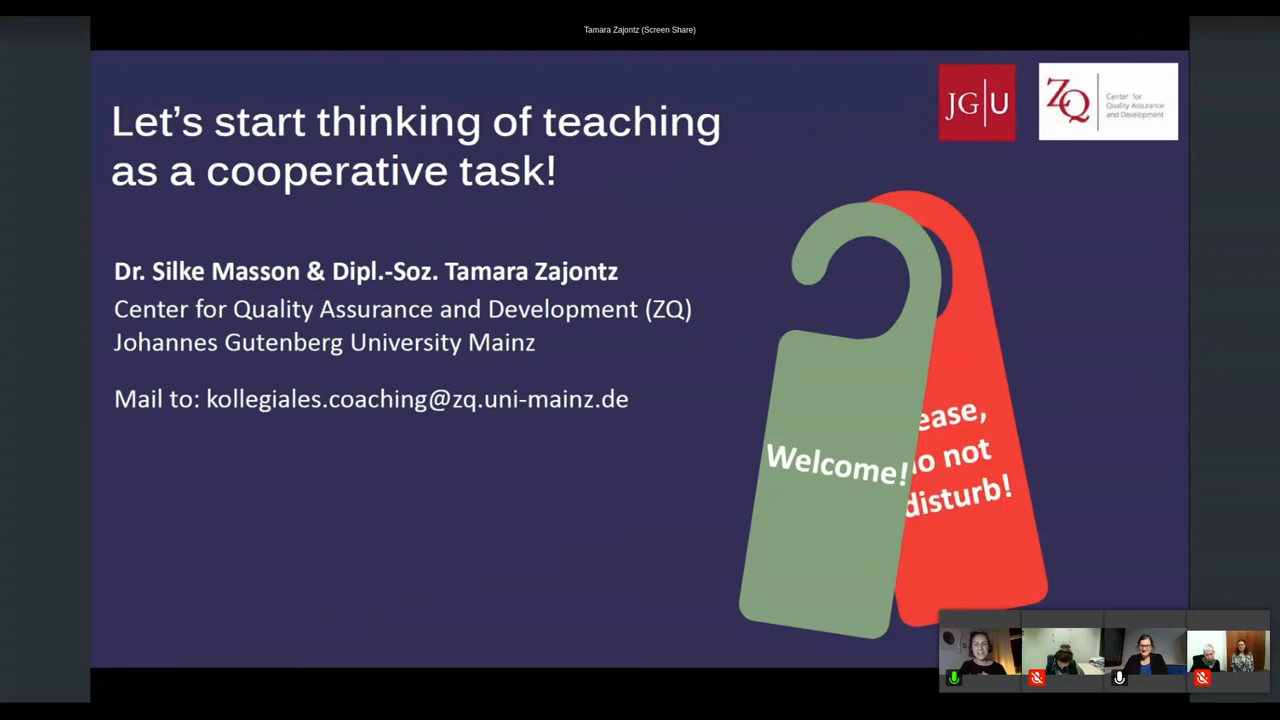 Tamara Zajontz (Screen Share)
Let's start thinking of teaching
as a cooperative task!
JG|U
ZQ
Center for
Quality Assurance
and Development
Dr. Silke Masson & Dipl.-Soz. Tamara Zajontz
Center for Quality Assurance and Development (ZQ)
Johannes Gutenberg University Mainz
Mail to: kollegiales.coaching@zq.uni-mainz.de
Welcome!
ease,
o not
disturb!